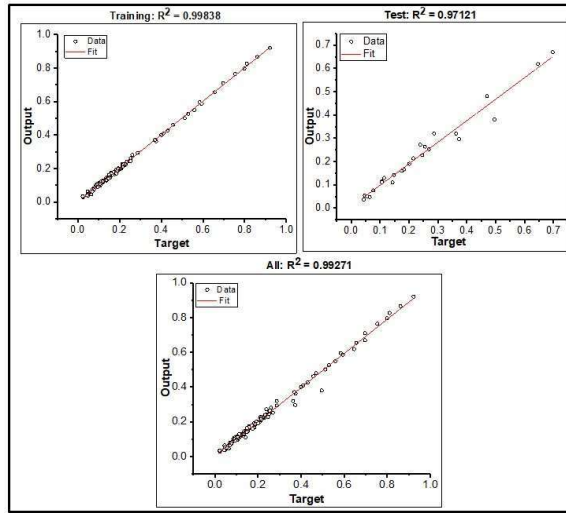 Training: R² = 0.99838
Data
Fit
1.0
0.8
0.6
0.4
0.2
0.0
Output
0.0 0.2 0.4 0.6 0.8 1.0
Target
Test: R² = 0.97121
Data
Fit
0.7
0.6
0.5
0.4
0.3
0.2
0.1
0.0
Output
0.0 0.1 0.2 0.3 0.4 0.5 0.6 0.7
Target
All: R² = 0.99271
Data
Fit
1.0
0.8
0.6
0.4
0.2
0.0
Output
0.0 0.2 0.4 0.6 0.8 1.0
Target